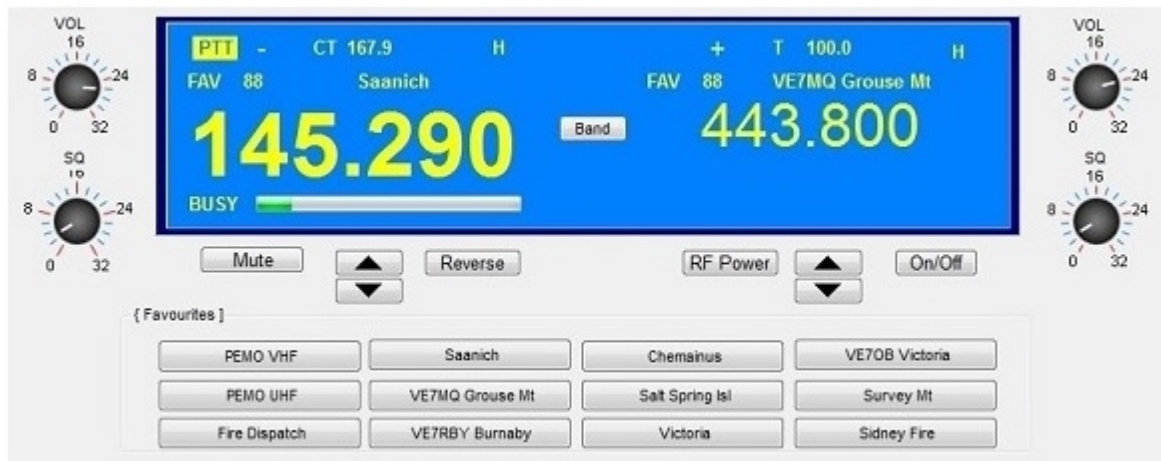 VOL VOL
16 16
PTT - CT 167.9 H + T 100.0 H
8 24 8 24
FAV 88 Saanich FAV 88 VE7MQ Grouse Mt
145.290 Band 443.800
0 32 0 32
SQ SQ
16 16
BUSY
8 24 8 24
Mute Reverse RF Power On/Off
0 32 0 32
{ Favourites ]
PEMO VHF Saanich Chemainus VE7OB Victoria
PEMO UHF VE7MQ Grouse Mt Salt Spring Isl Survey Mt
Fire Dispatch VE7RBY Burnaby Victoria Sidney Fire